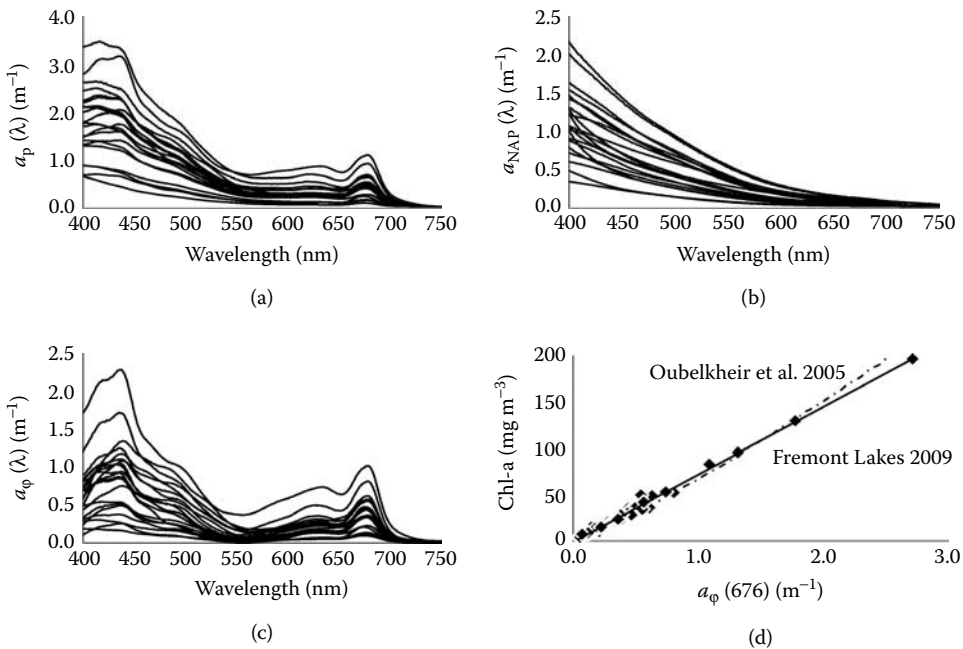 4.0
3.0
2.0
1.0
0.0
400 450 500 550 600 650 700 750
a_p (λ) (m⁻¹)
Wavelength (nm)
(a)
2.5
2.0
1.5
1.0
0.5
0.0
400 450 500 550 600 650 700 750
a_NAP (λ) (m⁻¹)
Wavelength (nm)
(b)
2.5
2.0
1.5
1.0
0.5
0.0
400 450 500 550 600 650 700 750
a_φ (λ) (m⁻¹)
Wavelength (nm)
(c)
200
150
100
50
0
0.0 1.0 2.0 3.0
Chl-a (mg m⁻³)
Oubelkheir et al. 2005
Fremont Lakes 2009
a_φ (676) (m⁻¹)
(d)